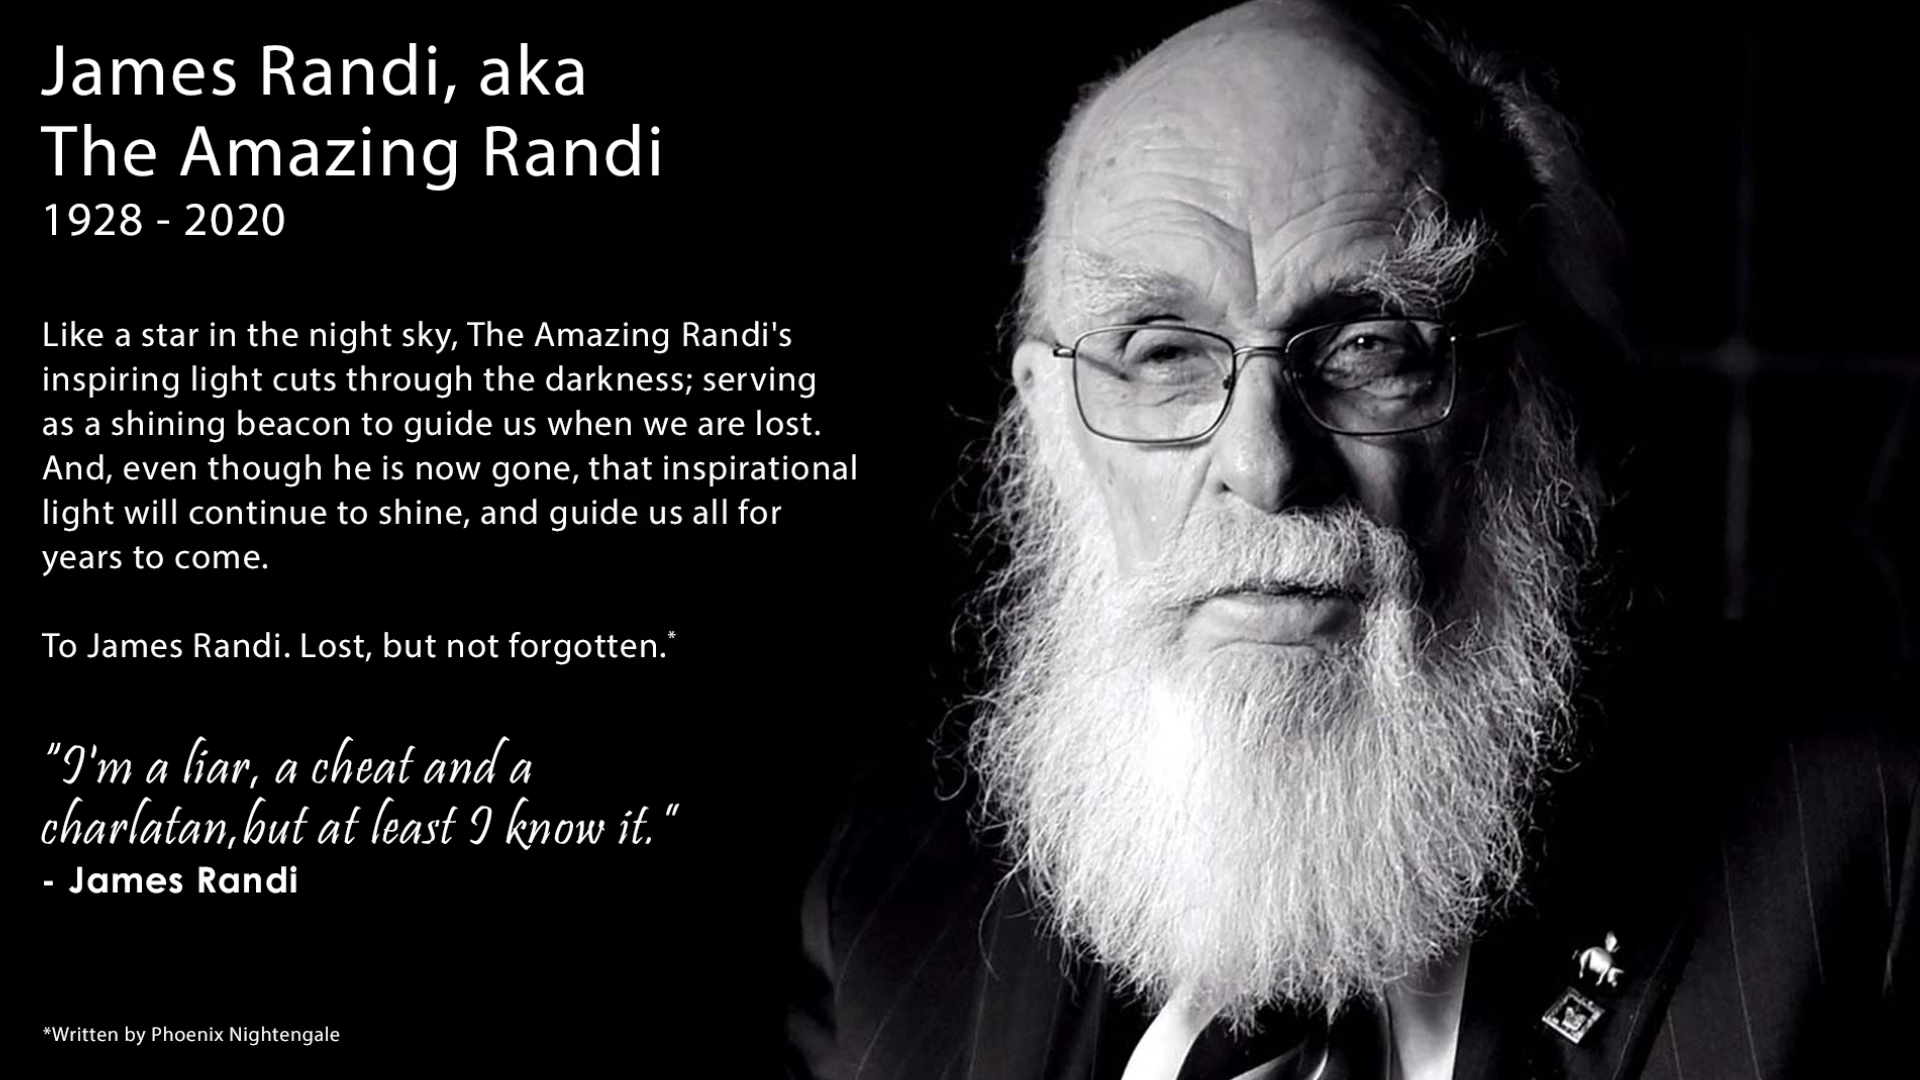 James Randi, aka
The Amazing Randi
1928 - 2020
Like a star in the night sky, The Amazing Randi's
inspiring light cuts through the darkness; serving
as a shining beacon to guide us when we are lost.
And, even though he is now gone, that inspirational
light will continue to shine, and guide us all for
years to come.
To James Randi. Lost, but not forgotten.*
"I'm a liar, a cheat and a
charlatan,but at least I know it."
- James Randi
*Written by Phoenix Nightengale